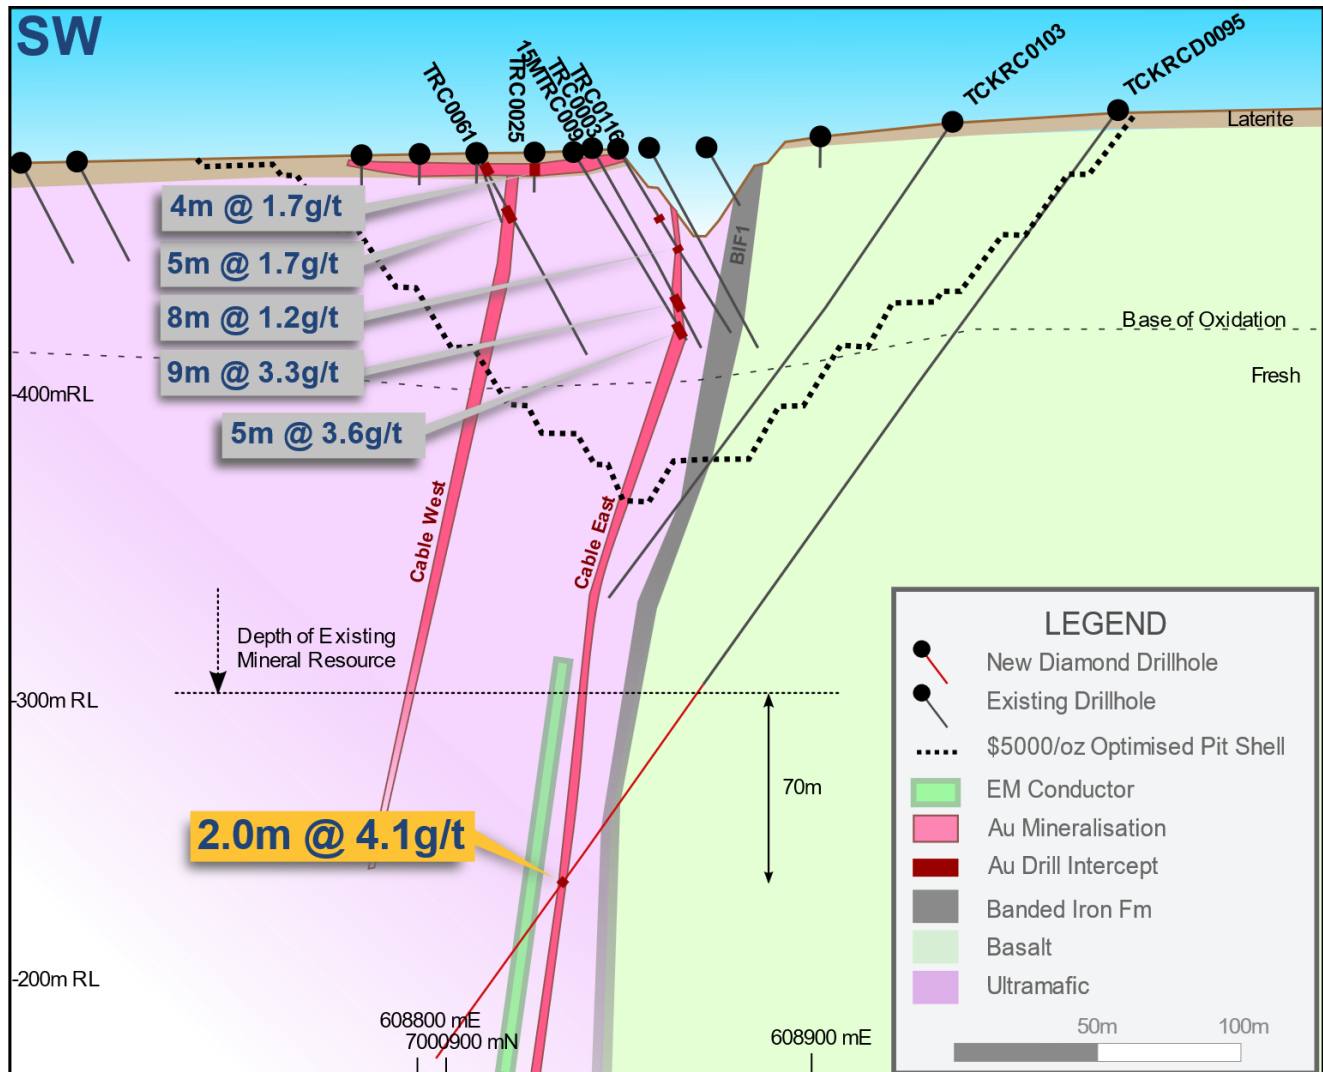 SW
TRC0061
TRC0025
15MTRC009
TRC0003
TRC0116
TCKRC0103
TCKRCD0095
Laterite
4m @ 1.7g/t
5m @ 1.7g/t
8m @ 1.2g/t
9m @ 3.3g/t
5m @ 3.6g/t
BIF1
Base of Oxidation
Fresh
400mRL
Cable West
Cable East
Depth of Existing
Mineral Resource
300m RL
70m
2.0m @ 4.1g/t
200m RL
608800 mE
7000900 mN
608900 mE
LEGEND
New Diamond Drillhole
Existing Drillhole
$5000/oz Optimised Pit Shell
EM Conductor
Au Mineralisation
Au Drill Intercept
Banded Iron Fm
Basalt
Ultramafic
50m
100m